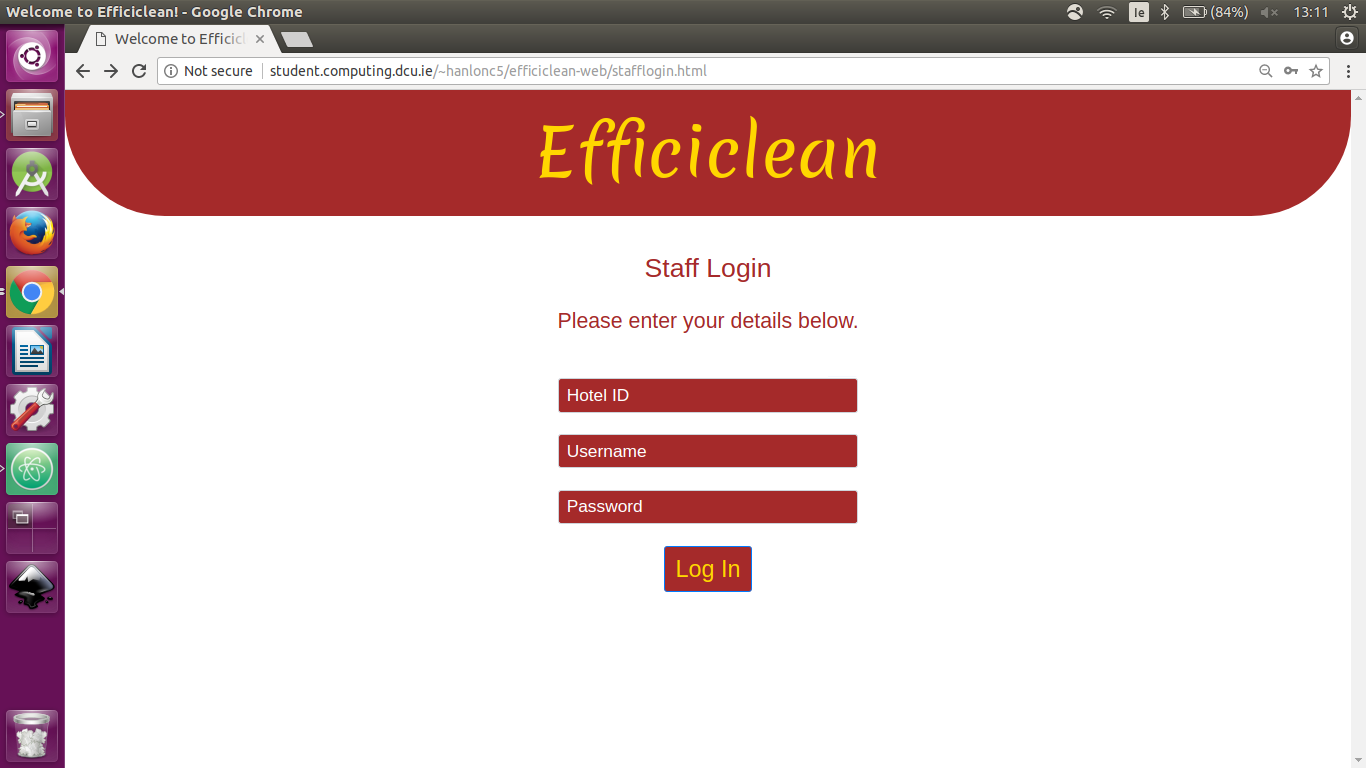 Welcome to Efficiclean! - Google Chrome
Ie
(84%)
13:11
Welcome to Efficic
Not secure
student.computing.dcu.ie/~hanlonc5/efficiclean-web/stafflogin.html
Efficiclean
Staff Login
Please enter your details below.
Hotel ID
Username
Password
Log In